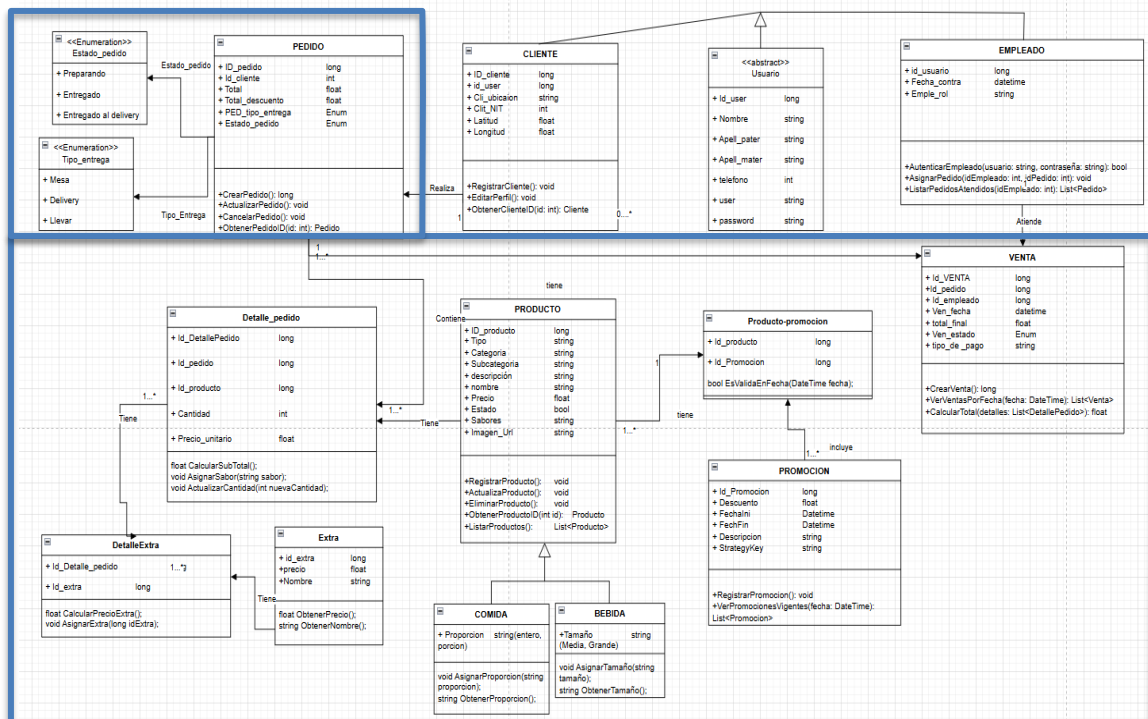 <<Enumeration>>
Estado_pedido
+ Preparando
+ Entregado
+ Entregado al delivery
Estado_pedido
<<Enumeration>>
Tipo_entrega
+ Mesa
+ Delivery
+ Llevar
Tipo_Entrega
PEDIDO
+ ID_pedido long
+ Id_cliente int
+ Total float
+ Total_descuento float
+ PED_tipo_entrega Enum
+ Estado_pedido Enum
+CrearPedido(): long
+ActualizarPedido(): void
+CancelarPedido(): void
+ObtenerPedidoID(id: int): Pedido
Realiza
1
CLIENTE
+ ID_cliente long
+ id_user long
+ Cli_ubicaion string
+ Clit_NIT int
+ Latitud float
+ Longitud float
+RegistrarCliente(): void
+EditarPerfil(): void
+ObtenerClienteID(id: int): Cliente
0....*
<<abstract>>
Usuario
+ Id_user long
+ Nombre string
+ Apell_pater string
+ Apell_mater string
+ telefono int
+ user string
+ password string
EMPLEADO
+ id_usuario long
+ Fecha_contra datetime
+ Emple_rol string
+AutenticarEmpleado(usuario: string, contraseña: string): bool
+AsignarPedido(idEmpleado: int, idPedido: int): void
+ListarPedidosAtendidos(idEmpleado: int): List<Pedido>
Atiende
1
1...*
tiene
VENTA
+ Id_VENTA long
+ Id_pedido long
+ Id_empleado long
+ Ven_fecha datetime
+ total_final float
+ Ven_estado Enum
+ tipo_de _pago string
+CrearVenta(): long
+VerVentasPorFecha(fecha: DateTime): List<Venta>
+CalcularTotal(detalles: List<DetallePedido>): float
Detalle_pedido
+ Id_DetallePedido long
+ Id_pedido long
+ Id_producto long
+ Cantidad int
+ Precio_unitario float
float CalcularSubTotal();
void AsignarSabor(string sabor);
void ActualizarCantidad(int nuevaCantidad);
1...*
Tiene
Contiene
1...*
Tiene
PRODUCTO
+ ID_producto long
+ Tipo string
+ Categoria string
+ Subcategoria string
+ descripción string
+ nombre string
+ Precio float
+ Estado bool
+ Sabores string
+ Imagen_Url string
+RegistrarProducto(): void
+ActualizaProducto(): void
+EliminarProducto(): void
+ObtenerProductoID(int id): Producto
+ListarProductos(): List<Producto>
1
tiene
1...*
Producto-promocion
+ Id_producto long
+ Id_Promocion long
bool EsValidaEnFecha(DateTime fecha);
incluye
1...*
PROMOCION
+ Id_Promocion long
+ Descuento float
+ FechaIni Datetime
+ FechFin Datetime
+ Descripcion string
+ StrategyKey string
+RegistrarPromocion(): void
+VerPromocionesVigentes(fecha: DateTime):
List<Promocion>
DetalleExtra
+ Id_Detalle_pedido 1...*
+ Id_extra long
float CalcularPrecioExtra();
void AsignarExtra(long idExtra);
Tiene
Extra
+ id_extra long
+precio float
+Nombre string
float ObtenerPrecio();
string ObtenerNombre();
COMIDA
+ Proporcion string(entero,
porcion)
void AsignarProporcion(string
proporcion);
string ObtenerProporcion();
BEBIDA
+Tamaño string
(Media, Grande)
void AsignarTamaño(string
tamaño);
string ObtenerTamaño();